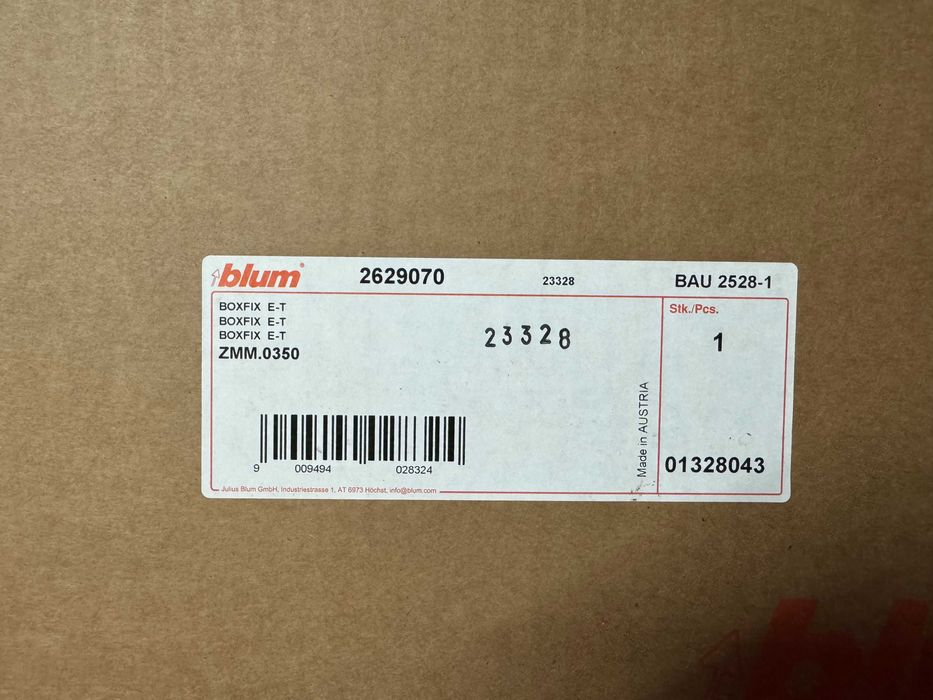 blum 2629070 23328 BAU 2528-1
BOXFIX E-T
BOXFIX E-T
BOXFIX E-T
ZMM.0350
23328
Stk./Pcs.
1
Made in AUSTRIA
9 009494 028324
01328043
Julius Blum GmbH, Industriestrasse 1, AT 6973 Höchst, info@blum.com
blum